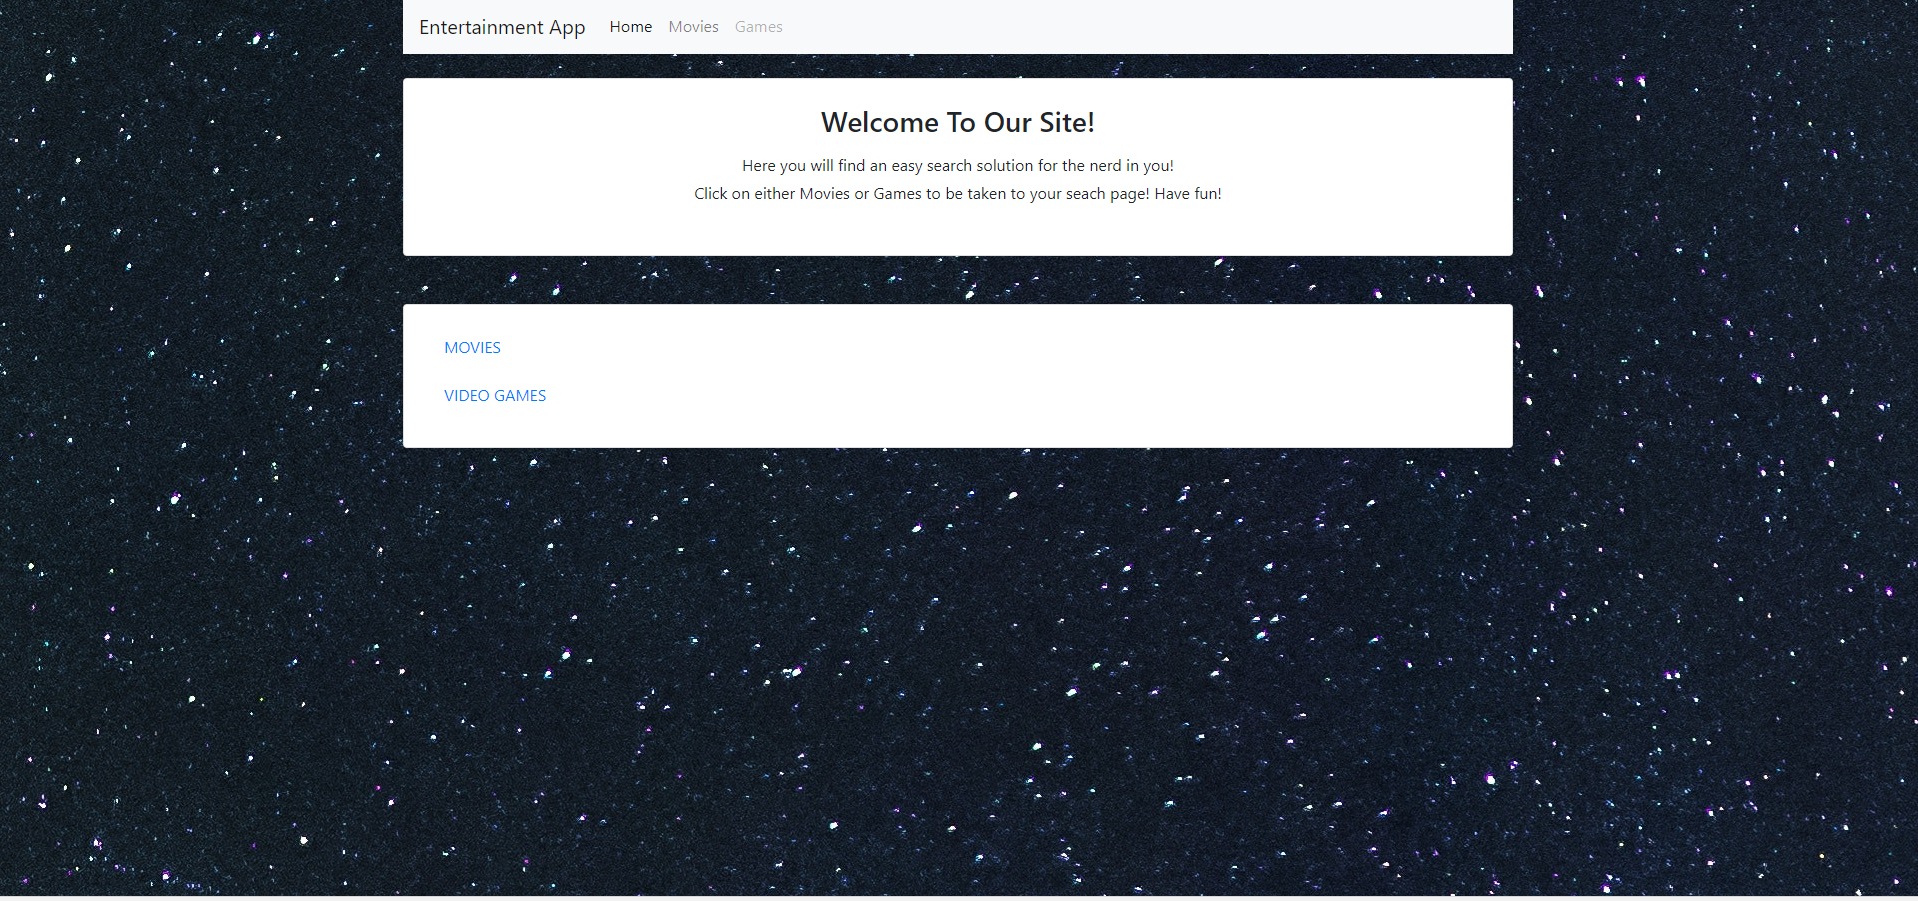 Entertainment App Home Movies Games
Welcome To Our Site!
Here you will find an easy search solution for the nerd in you!
Click on either Movies or Games to be taken to your seach page! Have fun!
MOVIES
VIDEO GAMES